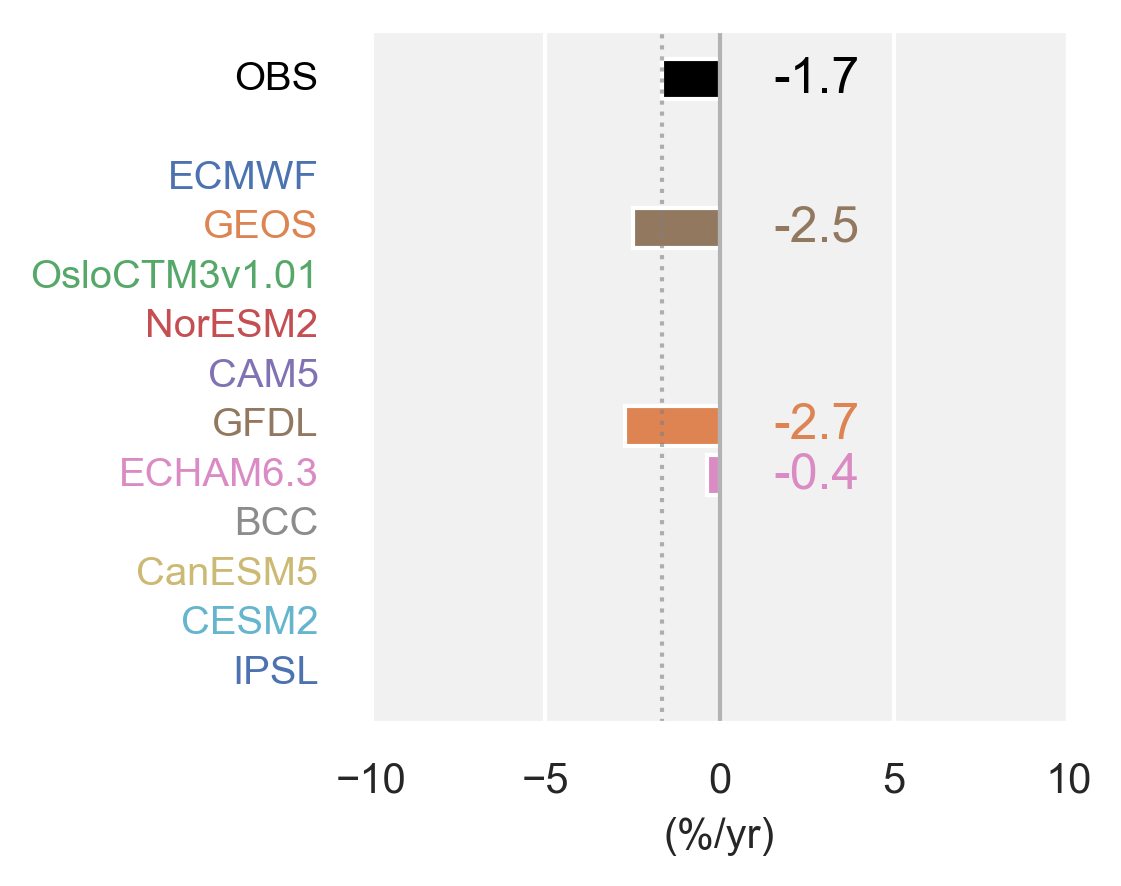 OBS -1.7
ECMWF
GEOS -2.5
OsloCTM3v1.01
NorESM2
CAM5
GFDL -2.7
ECHAM6.3 -0.4
BCC
CanESM5
CESM2
IPSL
−10 −5 0 5 10
(%/yr)